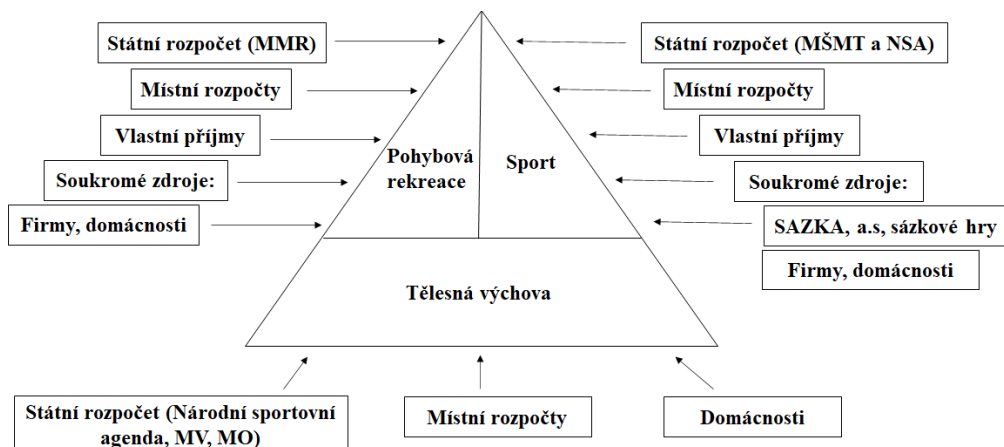 Státní rozpočet (MMR)
Místní rozpočty
Vlastní příjmy
Soukromé zdroje:
Firmy, domácnosti
Pohybová
rekreace
Sport
Tělesná výchova
Státní rozpočet (MŠMT a NSA)
Místní rozpočty
Vlastní příjmy
Soukromé zdroje:
SAZKA, a.s, sázkové hry
Firmy, domácnosti
Státní rozpočet (Národní sportovní
agenda, MV, MO)
Místní rozpočty
Domácnosti